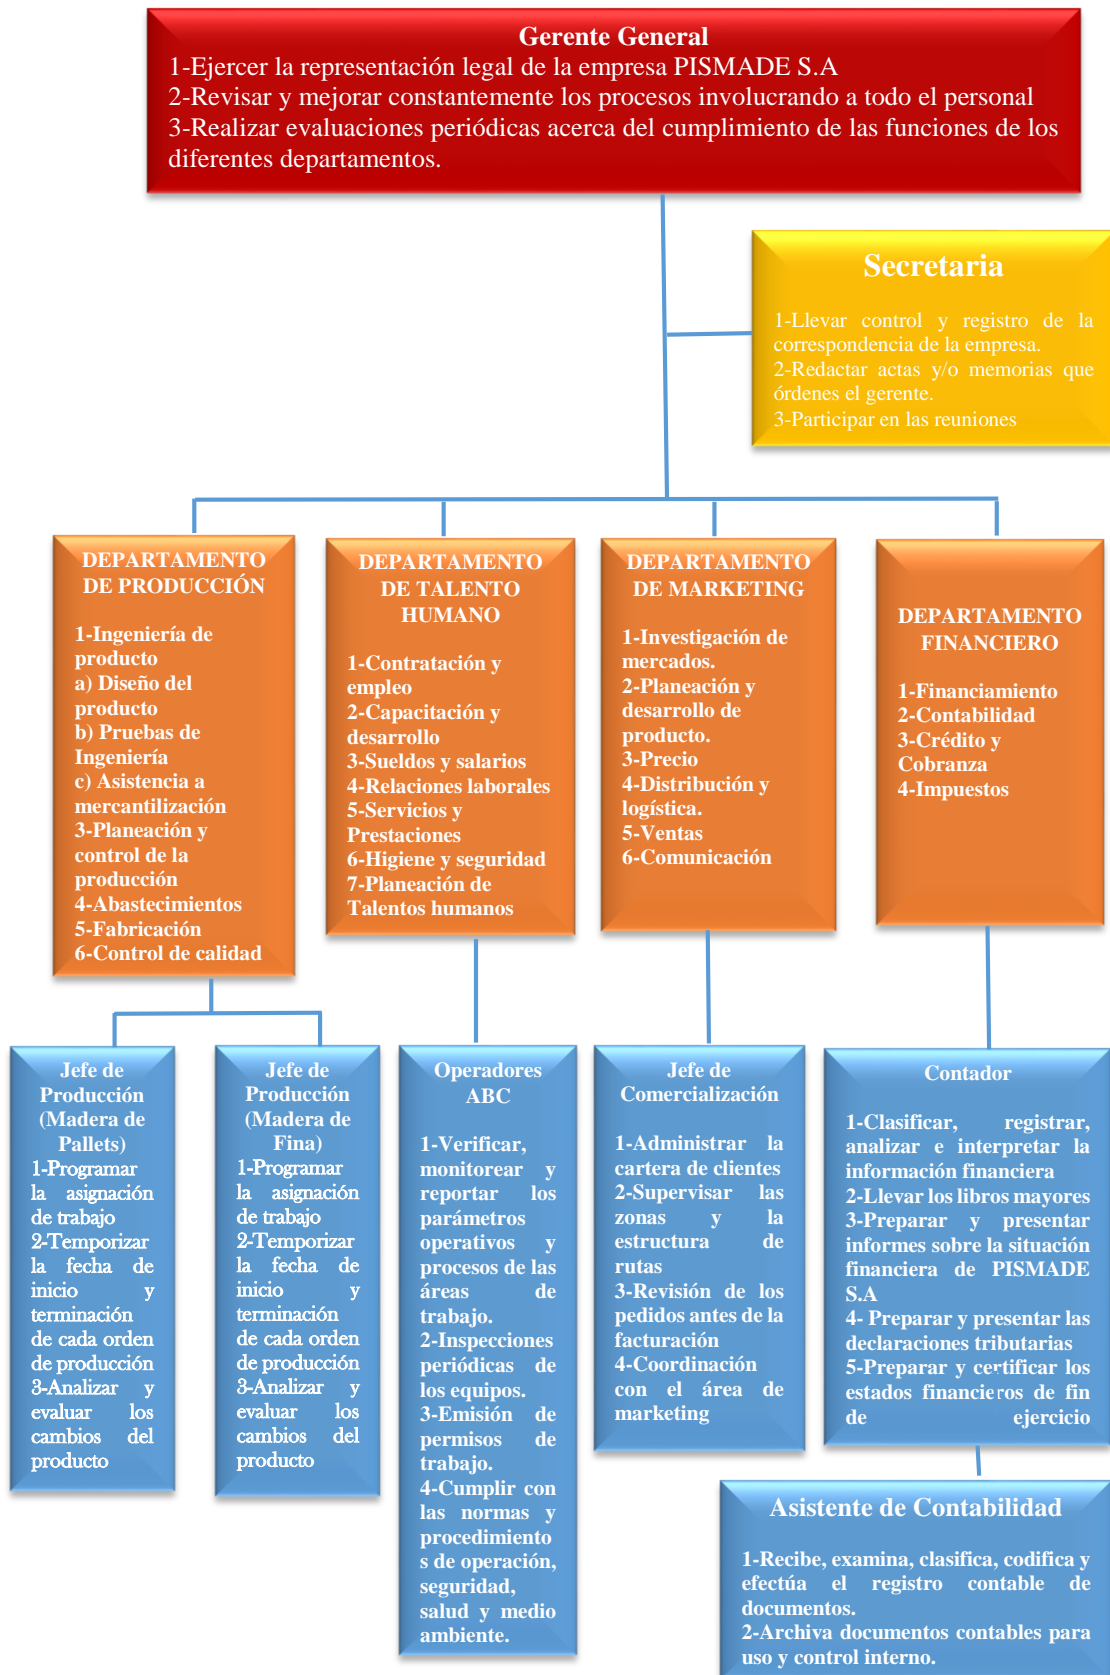 Gerente General
1-Ejercer la representación legal de la empresa PISMADE S.A
2-Revisar y mejorar constantemente los procesos involucrando a todo el personal
3-Realizar evaluaciones periódicas acerca del cumplimiento de las funciones de los
diferentes departamentos.
Secretaria
1-Llevar control y registro de la
correspondencia de la empresa.
2-Redactar actas y/o memorias que
órdenes el gerente.
3-Participar en las reuniones
DEPARTAMENTO
DE PRODUCCIÓN
1-Ingeniería de
producto
a) Diseño del
producto
b) Pruebas de
Ingeniería
c) Asistencia a
mercantilización
3-Planeación y
control de la
producción
4-Abastecimientos
5-Fabricación
6-Control de calidad
DEPARTAMENTO
DE TALENTO
HUMANO
1-Contratación y
empleo
2-Capacitación y
desarrollo
3-Sueldos y salarios
4-Relaciones laborales
5-Servicios y
Prestaciones
6-Higiene y seguridad
7-Planeación de
Talentos humanos
DEPARTAMENTO
DE MARKETING
1-Investigación de
mercados.
2-Planeación y
desarrollo de
producto.
3-Precio
4-Distribución y
logística.
5-Ventas
6-Comunicación
DEPARTAMENTO
FINANCIERO
1-Financiamiento
2-Contabilidad
3-Crédito y
Cobranza
4-Impuestos
Jefe de
Producción
(Madera de
Pallets)
1-Programar
la asignación
de trabajo
2-Temporizar
la fecha de
inicio y
terminación
de cada orden
de producción
3-Analizar y
evaluar los
cambios del
producto
Jefe de
Producción
(Madera de
Fina)
1-Programar
la asignación
de trabajo
2-Temporizar
la fecha de
inicio y
terminación
de cada orden
de producción
3-Analizar y
evaluar los
cambios del
producto
Operadores
ABC
1-Verificar,
monitorear y
reportar los
parámetros
operativos y
procesos de las
áreas de
trabajo.
2-Inspecciones
periódicas de
los equipos.
3-Emisión de
permisos de
trabajo.
4-Cumplir con
las normas y
procedimiento
s de operación,
seguridad,
salud y medio
ambiente.
Jefe de
Comercialización
1-Administrar la
cartera de clientes
2-Supervisar las
zonas y la
estructura de
rutas
3-Revisión de los
pedidos antes de la
facturación
4-Coordinación
con el área de
marketing
Contador
1-Clasificar, registrar,
analizar e interpretar la
información financiera
2-Llevar los libros mayores
3-Preparar y presentar
informes sobre la situación
financiera de PISMADE
S.A
4- Preparar y presentar las
declaraciones tributarias
5-Preparar y certificar los
estados financieros de fin
de ejercicio
Asistente de Contabilidad
1-Recibe, examina, clasifica, codifica y
efectúa el registro contable de
documentos.
2-Archiva documentos contables para
uso y control interno.